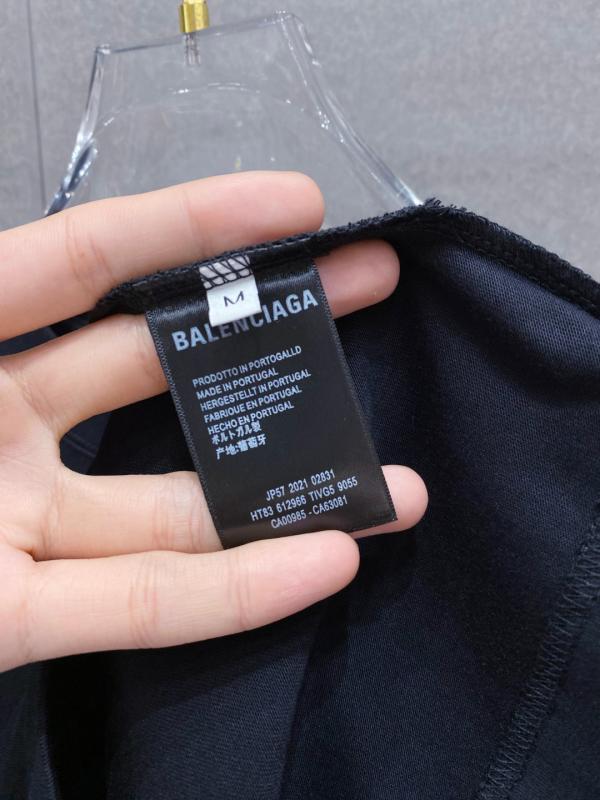 M
BALENCIAGA
PRODOTTO IN PORTOGALLD
MADE IN PORTUGAL
HERGESTELLT IN PORTUGAL
FABRIQUE EN PORTUGAL
HECHO EN PORTUGAL
ポルトガル製
产地:葡萄牙
JP57 2021 02831
HT83 612966 TIVG5 9055
CA00985 - CA63081